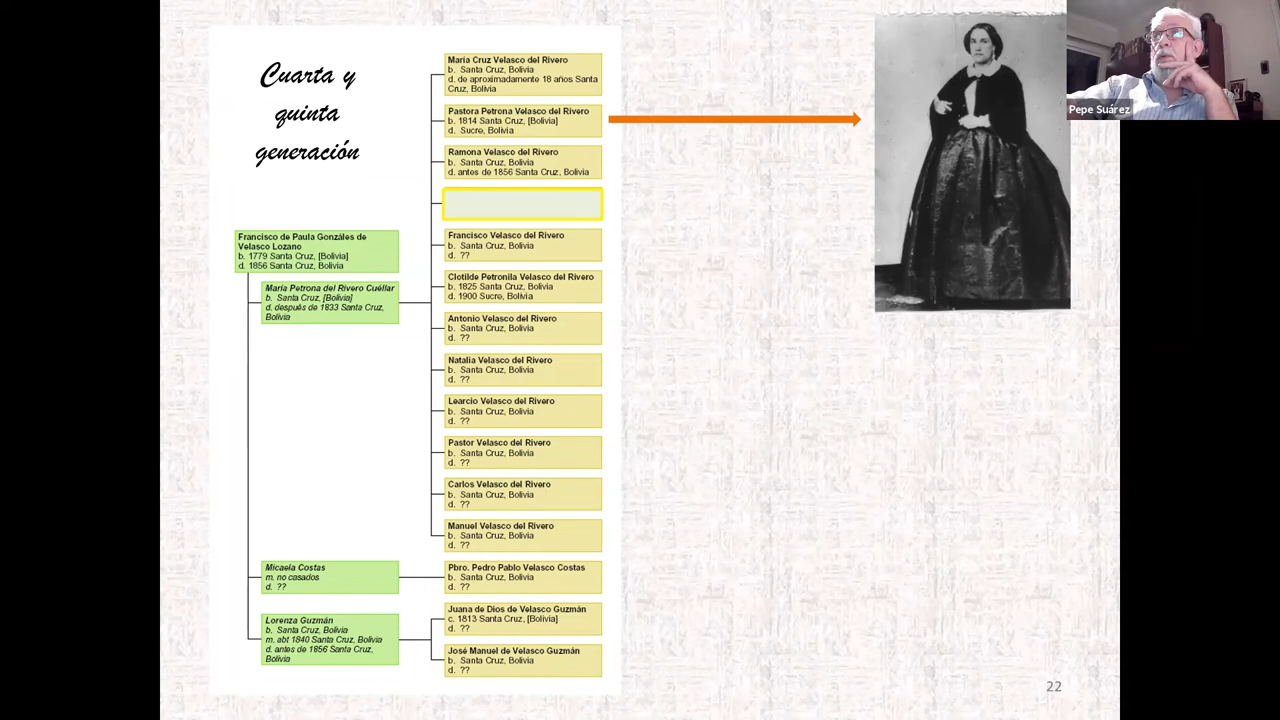 Cuarta y
quinta
generación
María Cruz Velasco del Rivero
b. Santa Cruz, Bolivia
d. de aproximadamente 18 años Santa
Cruz, Bolivia
Pastora Petrona Velasco del Rivero
b. 1814 Santa Cruz, [Bolivia]
d. Sucre, Bolivia
Ramona Velasco del Rivero
b. Santa Cruz, Bolivia
d. antes de 1856 Santa Cruz, Bolivia
Francisco de Paula Gonzáles de
Velasco Lozano
b. 1779 Santa Cruz, [Bolivia]
d. 1856 Santa Cruz, Bolivia
María Petrona del Rivero Cuéllar
b. Santa Cruz, [Bolivia]
d. después de 1833 Santa Cruz,
Bolivia
Francisco Velasco del Rivero
b. Santa Cruz, Bolivia
d. ??
Clotilde Petronila Velasco del Rivero
b. 1825 Santa Cruz, Bolivia
d. 1900 Sucre, Bolivia
Antonio Velasco del Rivero
b. Santa Cruz, Bolivia
d. ??
Natalia Velasco del Rivero
b. Santa Cruz, Bolivia
d. ??
Learcio Velasco del Rivero
b. Santa Cruz, Bolivia
d. ??
Pastor Velasco del Rivero
b. Santa Cruz, Bolivia
d. ??
Carlos Velasco del Rivero
b. Santa Cruz, Bolivia
d. ??
Manuel Velasco del Rivero
b. Santa Cruz, Bolivia
d. ??
Micaela Costas
m. no casados
d. ??
Pbro. Pedro Pablo Velasco Costas
b. Santa Cruz, Bolivia
d. ??
Lorenza Guzmán
b. Santa Cruz, Bolivia
m. abt 1840 Santa Cruz, Bolivia
d. antes de 1856 Santa Cruz,
Bolivia
Juana de Dios de Velasco Guzmán
c. 1813 Santa Cruz, [Bolivia]
d. ??
José Manuel de Velasco Guzmán
b. Santa Cruz, Bolivia
d. ??
Pepe Suárez
22